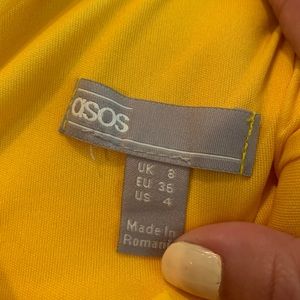 asos
UK 8
EU 36
US 4
Made In
Romania